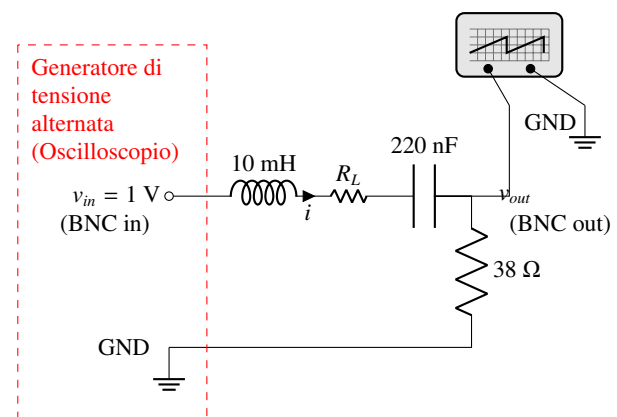 Generatore di
tensione
alternata
(Oscilloscopio)
GND
220 nF
10 mH
R_L
v_in = 1 V
i
v_out
(BNC in)
(BNC out)
38 Ω
GND